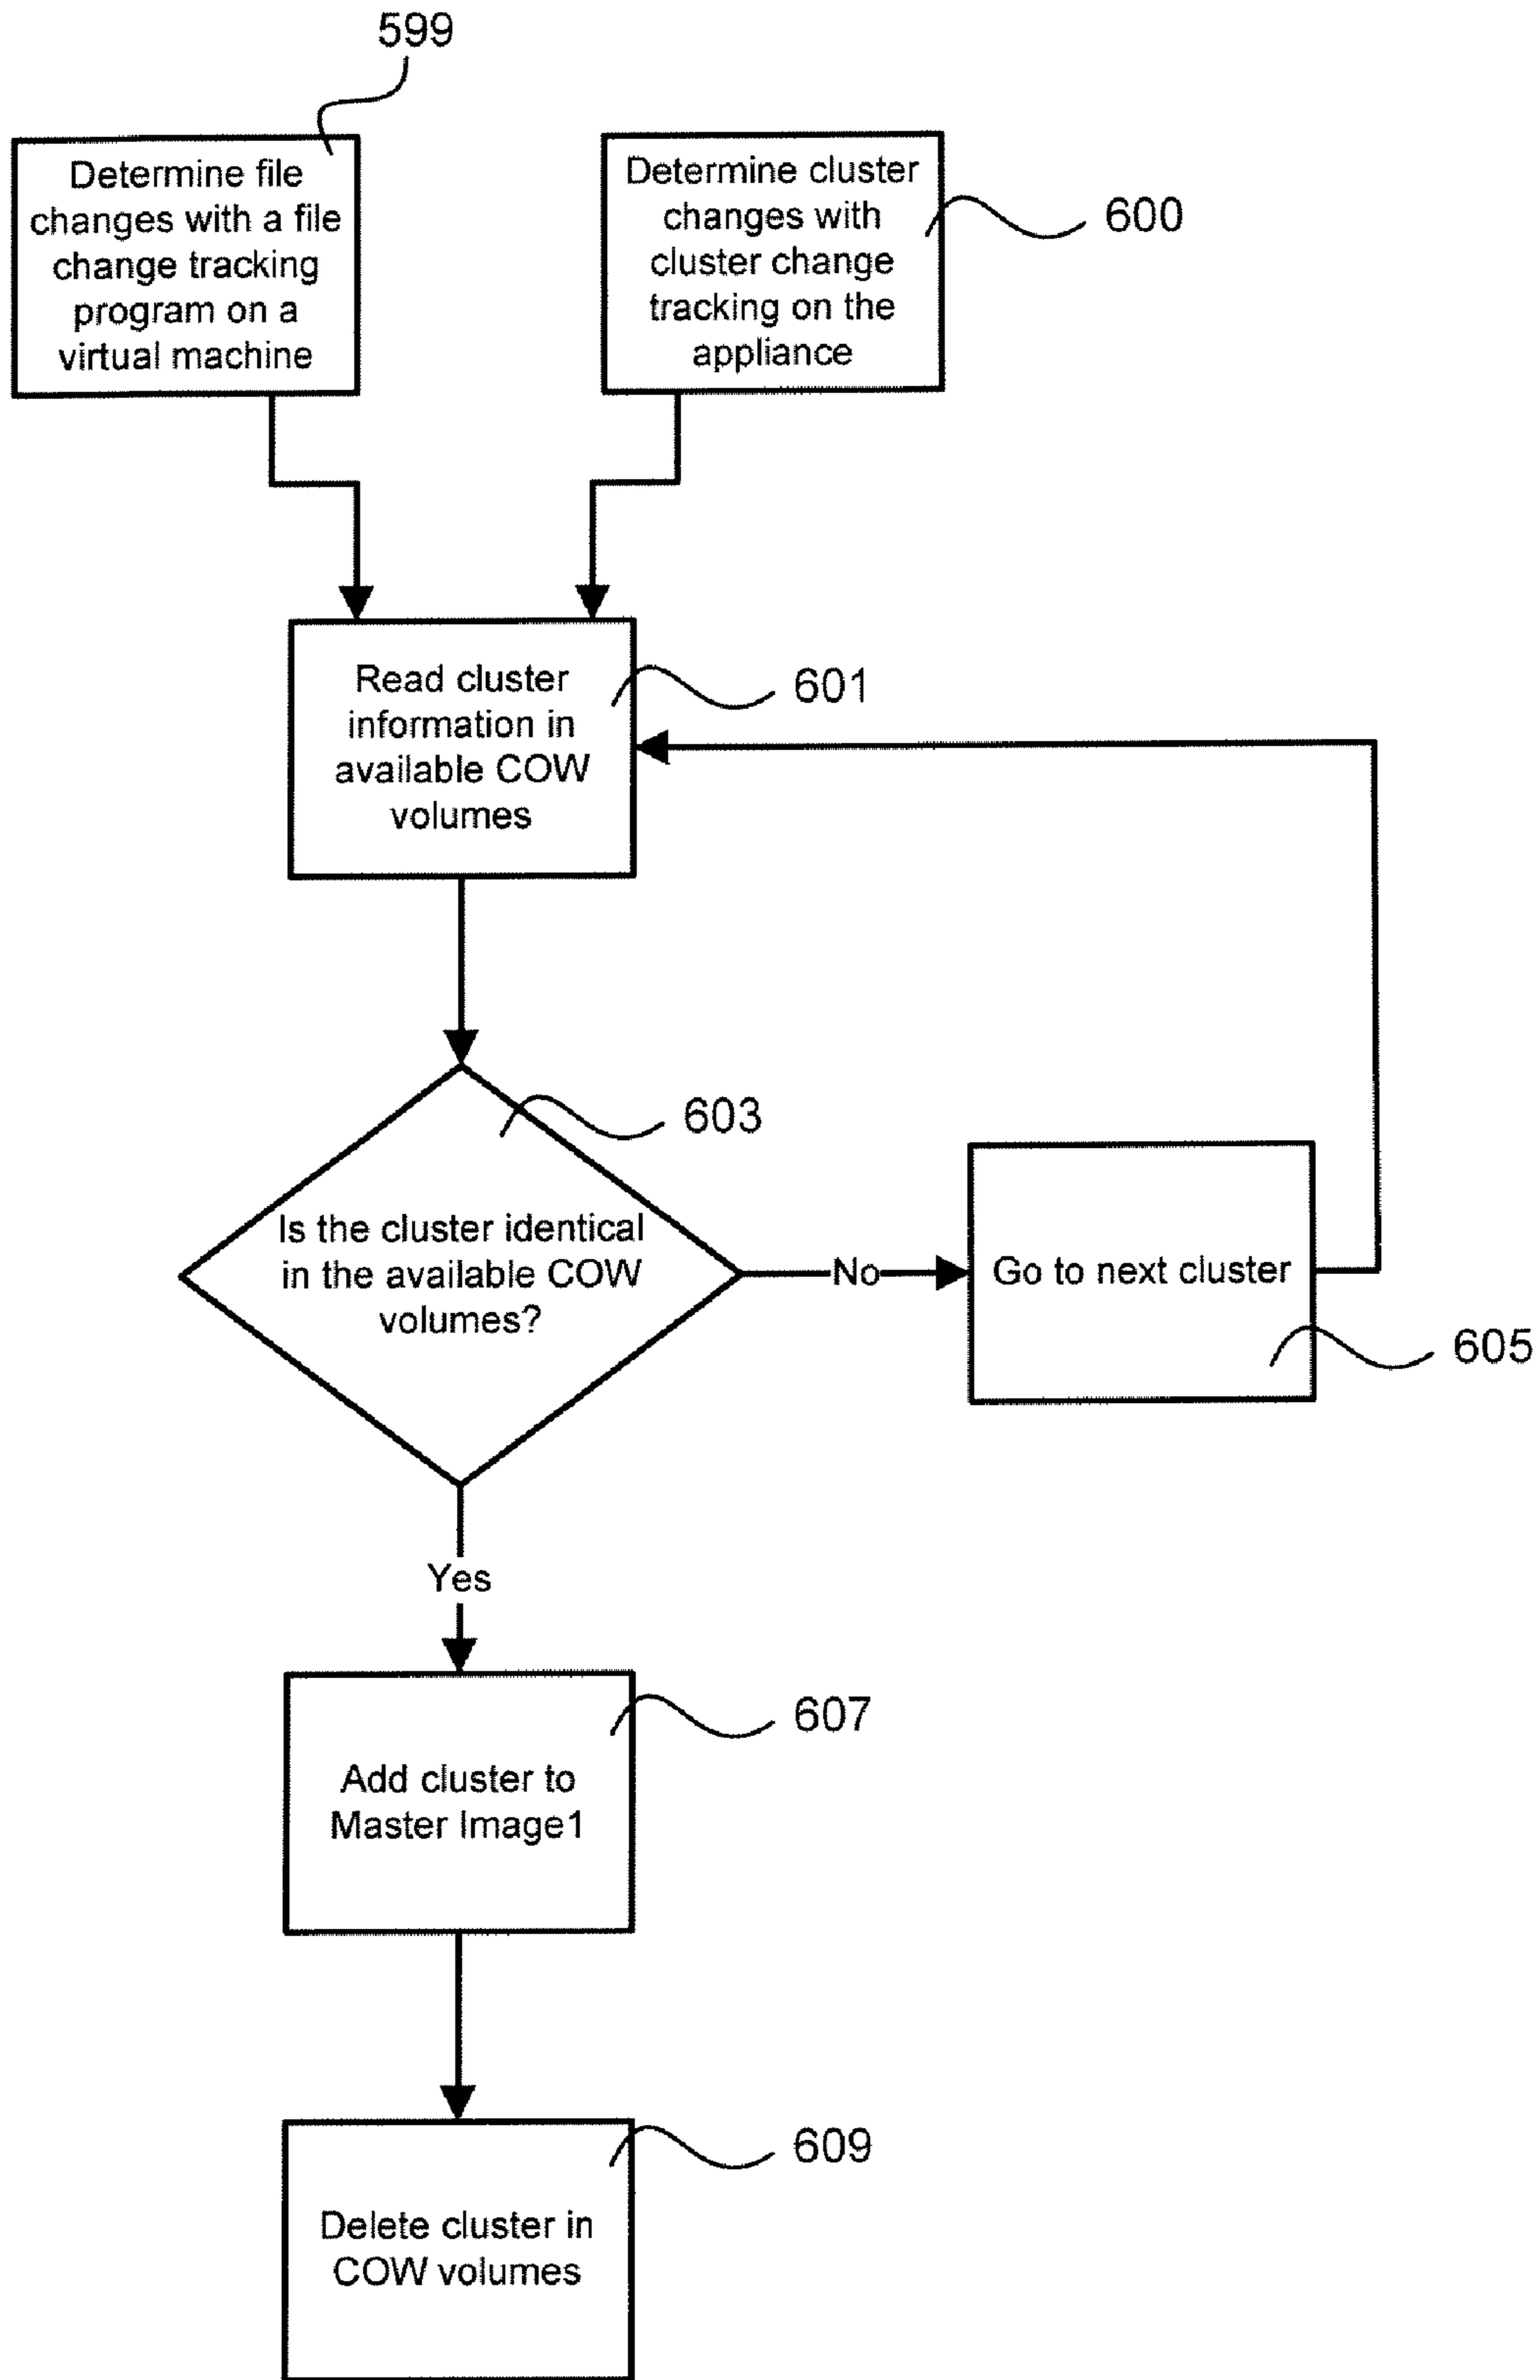 599
Determine file
changes with a file
change tracking
program on a
virtual machine
Determine cluster
changes with
cluster change
tracking on the
appliance
600
Read cluster
information in
available COW
volumes
601
603
Is the cluster identical
in the available COW
volumes?
No
Go to next cluster
605
Yes
607
Add cluster to
Master Image1
609
Delete cluster in
COW volumes